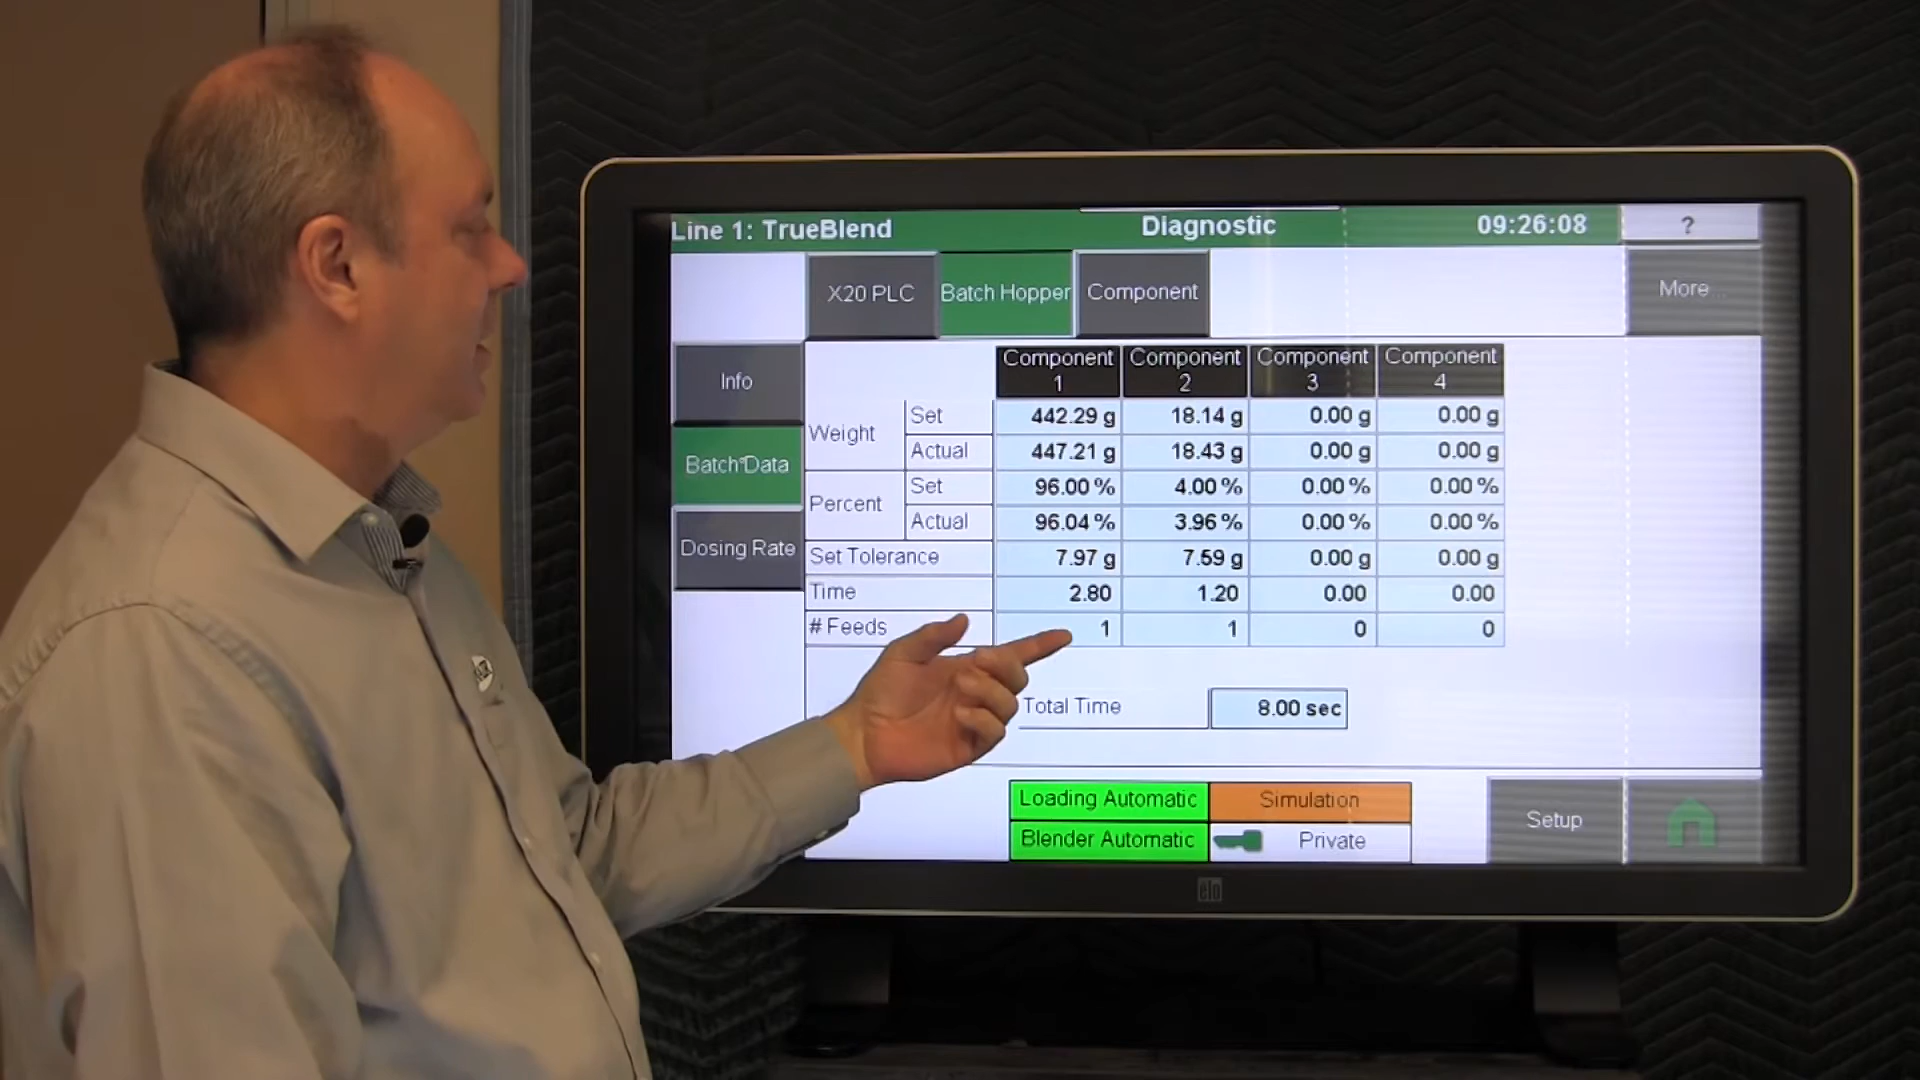 Line 1: TrueBlend Diagnostic 09:26:08 ?
X20 PLC Batch Hopper Component More...
Info
Batch Data
Dosing Rate
Component 1 Component 2 Component 3 Component 4
Weight Set 442.29 g 18.14 g 0.00 g 0.00 g
Actual 447.21 g 18.43 g 0.00 g 0.00 g
Percent Set 96.00 % 4.00 % 0.00 % 0.00 %
Actual 96.04 % 3.96 % 0.00 % 0.00 %
Set Tolerance 7.97 g 7.59 g 0.00 g 0.00 g
Time 2.80 1.20 0.00 0.00
# Feeds 1 1 0 0
Total Time 8.00 sec
Loading Automatic Simulation
Blender Automatic Private
Setup
elo